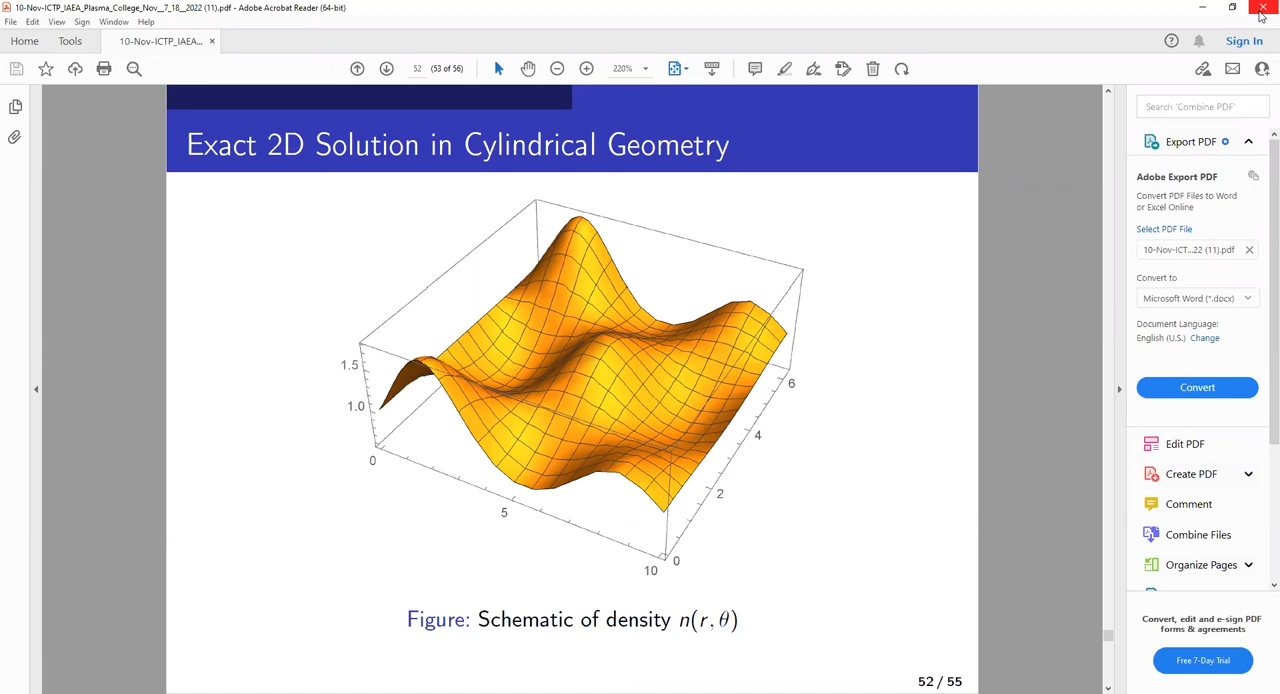 10-Nov-ICTP_IAEA_Plasma_College_Nov__7_18__2022 (11).pdf - Adobe Acrobat Reader (64-bit)
File Edit View Sign Window Help
Home Tools 10-Nov-ICTP_IAEA... × Sign In
52 (53 of 56) 220%
Search 'Combine PDF'
Export PDF
Adobe Export PDF
Convert PDF Files to Word
or Excel Online
Select PDF File
10-Nov-ICT...22 (11).pdf
Convert to
Microsoft Word (*.docx)
Document Language:
English (U.S.) Change
Convert
Edit PDF
Create PDF
Comment
Combine Files
Organize Pages
Convert, edit and e-sign PDF
forms & agreements
Free 7-Day Trial
Exact 2D Solution in Cylindrical Geometry
1.5
1.0
0
5
10
0
2
4
6
Figure: Schematic of density n(r, θ)
52 / 55